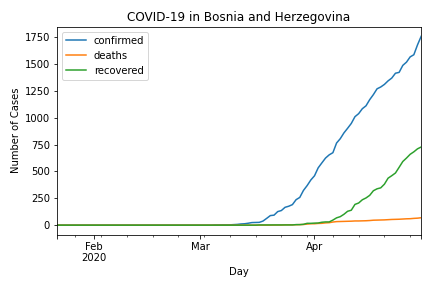 COVID-19 in Bosnia and Herzegovina
1750
1500
1250
1000
750
500
250
0
Number of Cases
confirmed
deaths
recovered
Feb
2020
Mar
Apr
Day